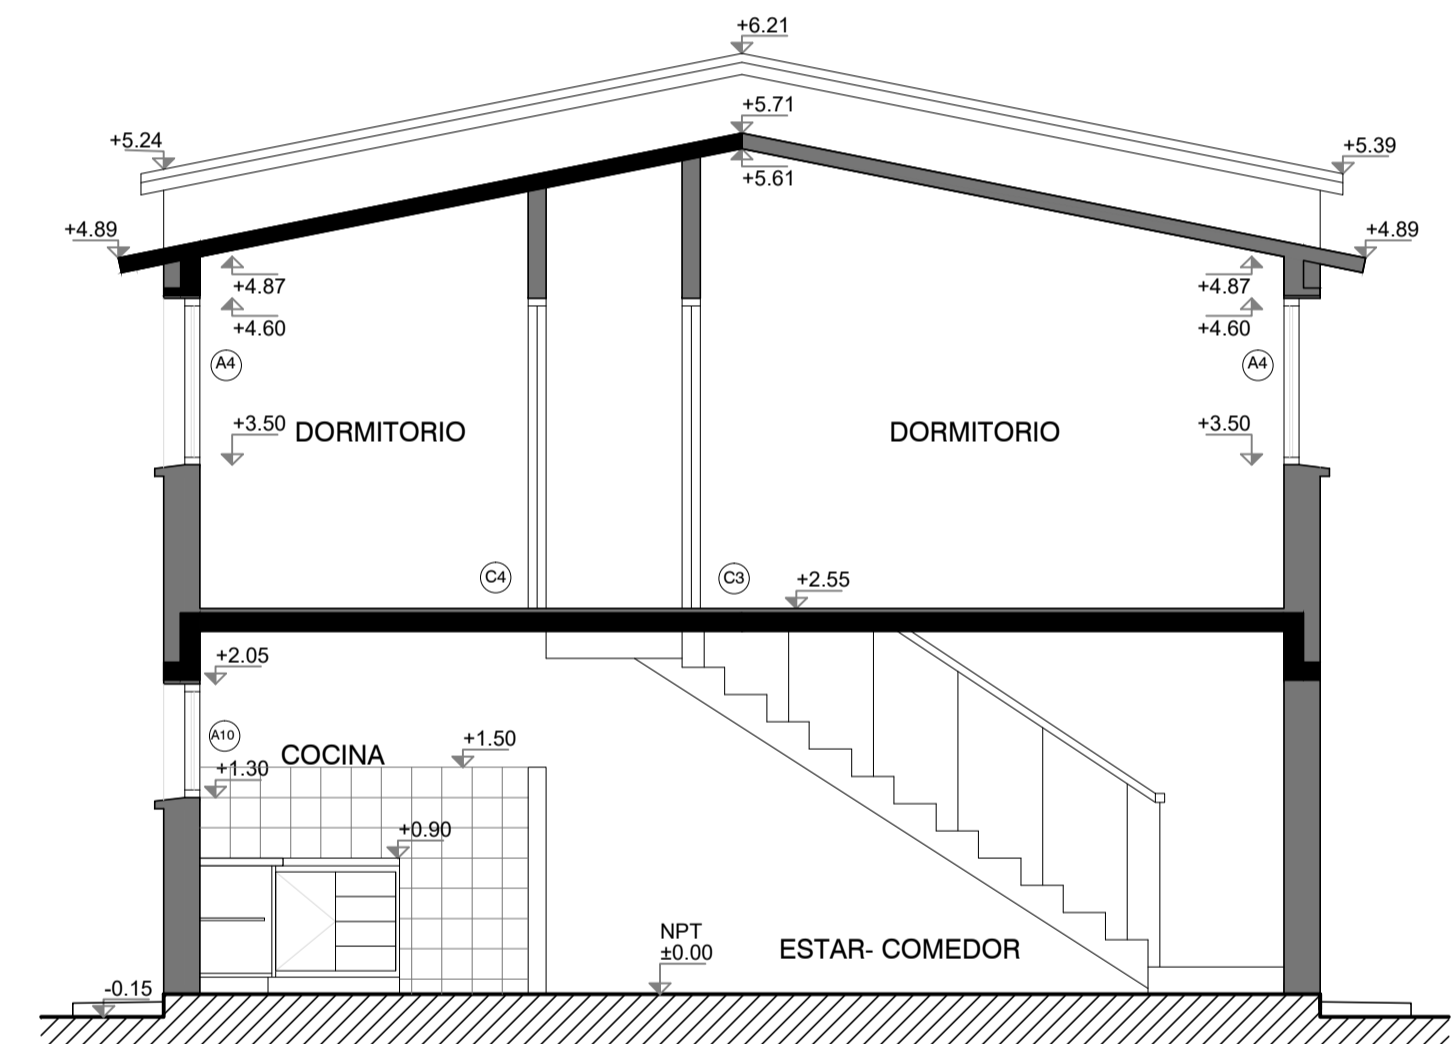 +6.21
+5.71
+5.24
+5.39
+5.61
+4.89
+4.89
+4.87
+4.87
+4.60
+4.60
A4
A4
+3.50
DORMITORIO
DORMITORIO
+3.50
C4
C3
+2.55
+2.05
A10
COCINA
+1.50
+1.30
+0.90
NPT
±0.00
ESTAR- COMEDOR
-0.15